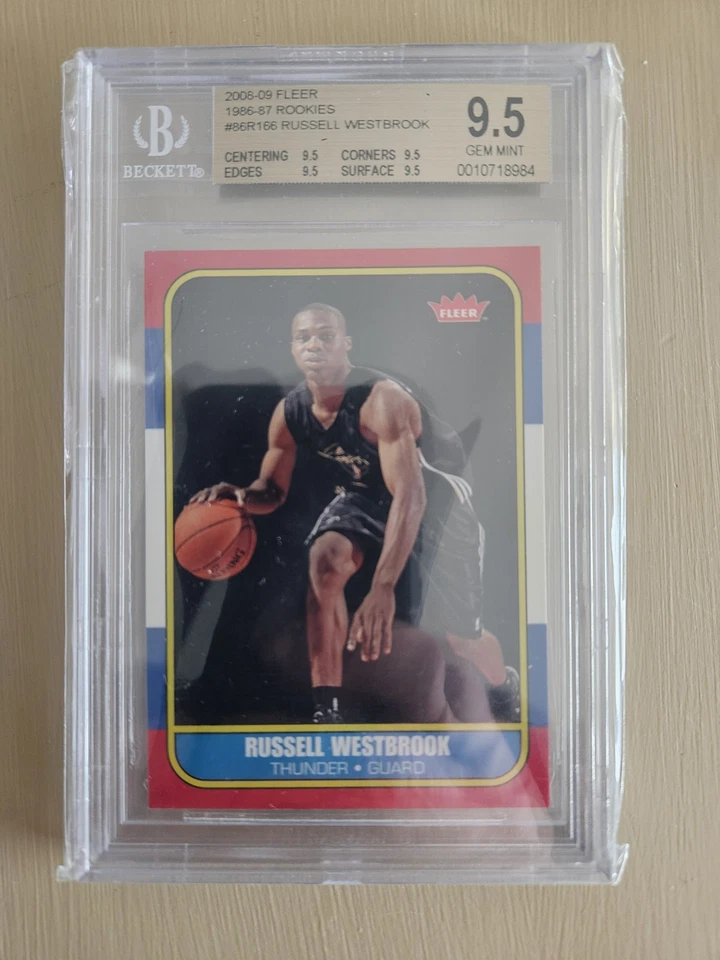 2008-09 FLEER
1986-87 ROOKIES
#86R166 RUSSELL WESTBROOK
CENTERING 9.5 CORNERS 9.5
EDGES 9.5 SURFACE 9.5
9.5
GEM MINT
0010718984
B
BECKETT®
FLEER
RUSSELL WESTBROOK
THUNDER • GUARD